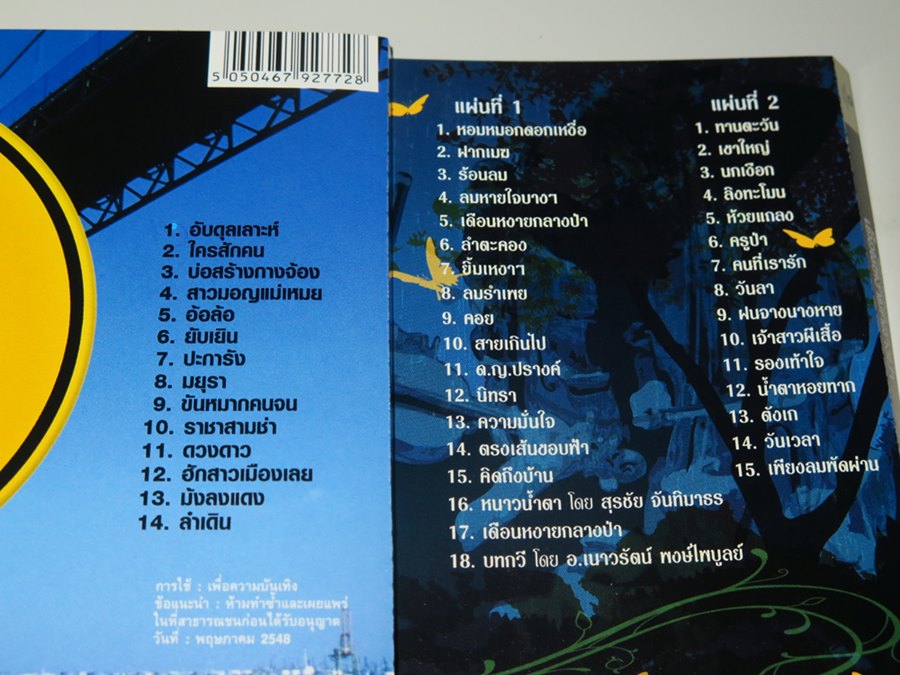 5 050467 927728
1. อับดุลเลาะห์
2. ใครสักคน
3. บ่อสร้างกางจ้อง
4. สาวมอญแม่เหมย
5. อ้อล้อ
6. ยับเยิน
7. ปะการัง
8. มยุรา
9. ขันหมากคนจน
10. ราชาสามช่า
11. ดวงดาว
12. ฮักสาวเมืองเลย
13. ม้งลงแดง
14. ลำเดิน
การใช้ : เพื่อความบันเทิง
ข้อแนะนำ : ห้ามทำซ้ำและเผยแพร่
ในที่สาธารณชนก่อนได้รับอนุญาต
วันที่ : พฤษภาคม 2548
แผ่นที่ 1
1. หอมหมอกดอกเหงื่อ
2. ฝากเมฆ
3. ร้อนลม
4. ลมหายใจบางๆ
5. เดือนหงายกลางป่า
6. ลำตะคอง
7. ยิ้มเหงาๆ
8. ลมรำเพย
9. คอย
10. สายเกินไป
11. ด.ญ.ปรางค์
12. นิทรา
13. ความมั่นใจ
14. ตรงเส้นขอบฟ้า
15. คิดถึงบ้าน
16. หนาวน้ำตา โดย สุรชัย จันทิมาธร
17. เดือนหงายกลางป่า
18. บทกวี โดย อ.เนาวรัตน์ พงษ์ไพบูลย์
แผ่นที่ 2
1. ทานตะวัน
2. เขาใหญ่
3. นกเงือก
4. ลิงทะโมน
5. ห้วยแถลง
6. ครูป่า
7. คนที่เรารัก
8. วันลา
9. ฝนจางนางหาย
10. เจ้าสาวผีเสื้อ
11. รองเท้าใจ
12. น้ำตาหอยทาก
13. ตังเก
14. วันเวลา
15. เพียงลมพัดผ่าน